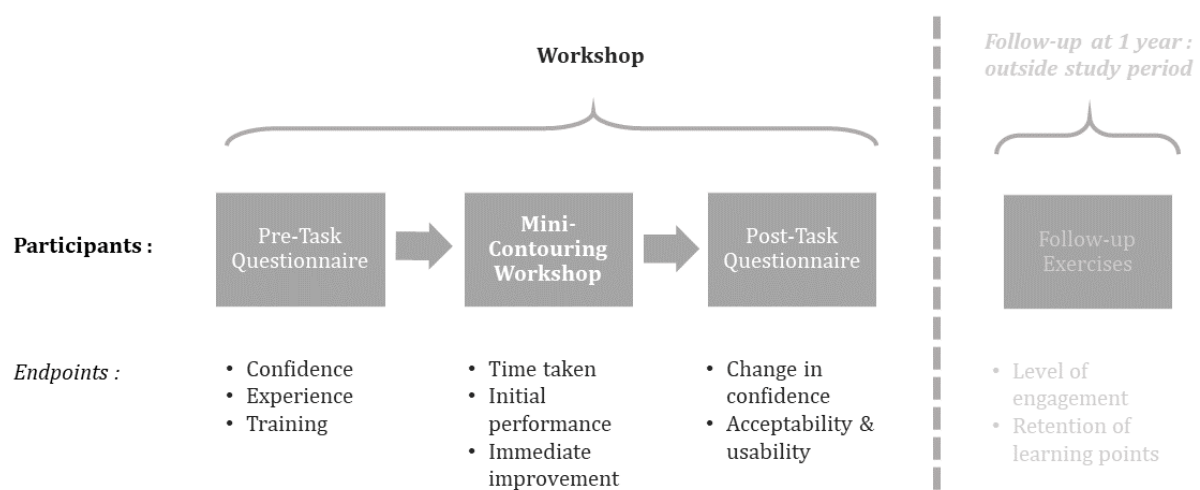 Workshop
Follow-up at 1 year :
outside study period
Participants :
Pre-Task
Questionnaire
Mini-
Contouring
Workshop
Post-Task
Questionnaire
Follow-up
Exercises
Endpoints :
• Confidence
• Experience
• Training
• Time taken
• Initial
performance
• Immediate
improvement
• Change in
confidence
• Acceptability &
usability
• Level of
engagement
• Retention of
learning points